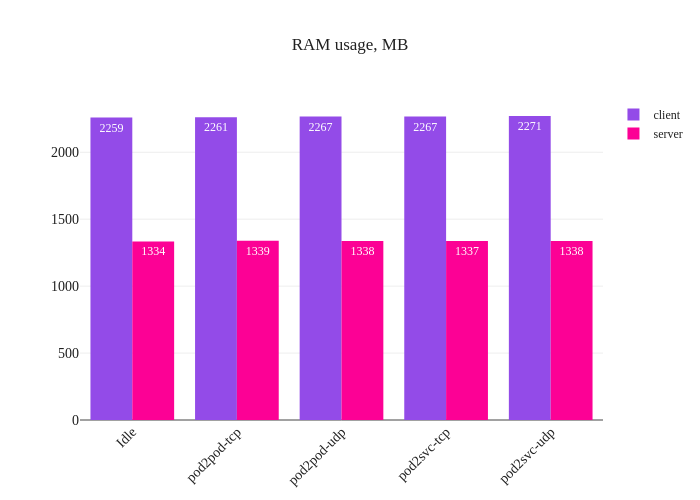 RAM usage, MB
client
server
2259
2261
2267
2267
2271
2000
1500
1334
1339
1338
1337
1338
1000
500
0
Idle
pod2pod-tcp
pod2pod-udp
pod2svc-tcp
pod2svc-udp